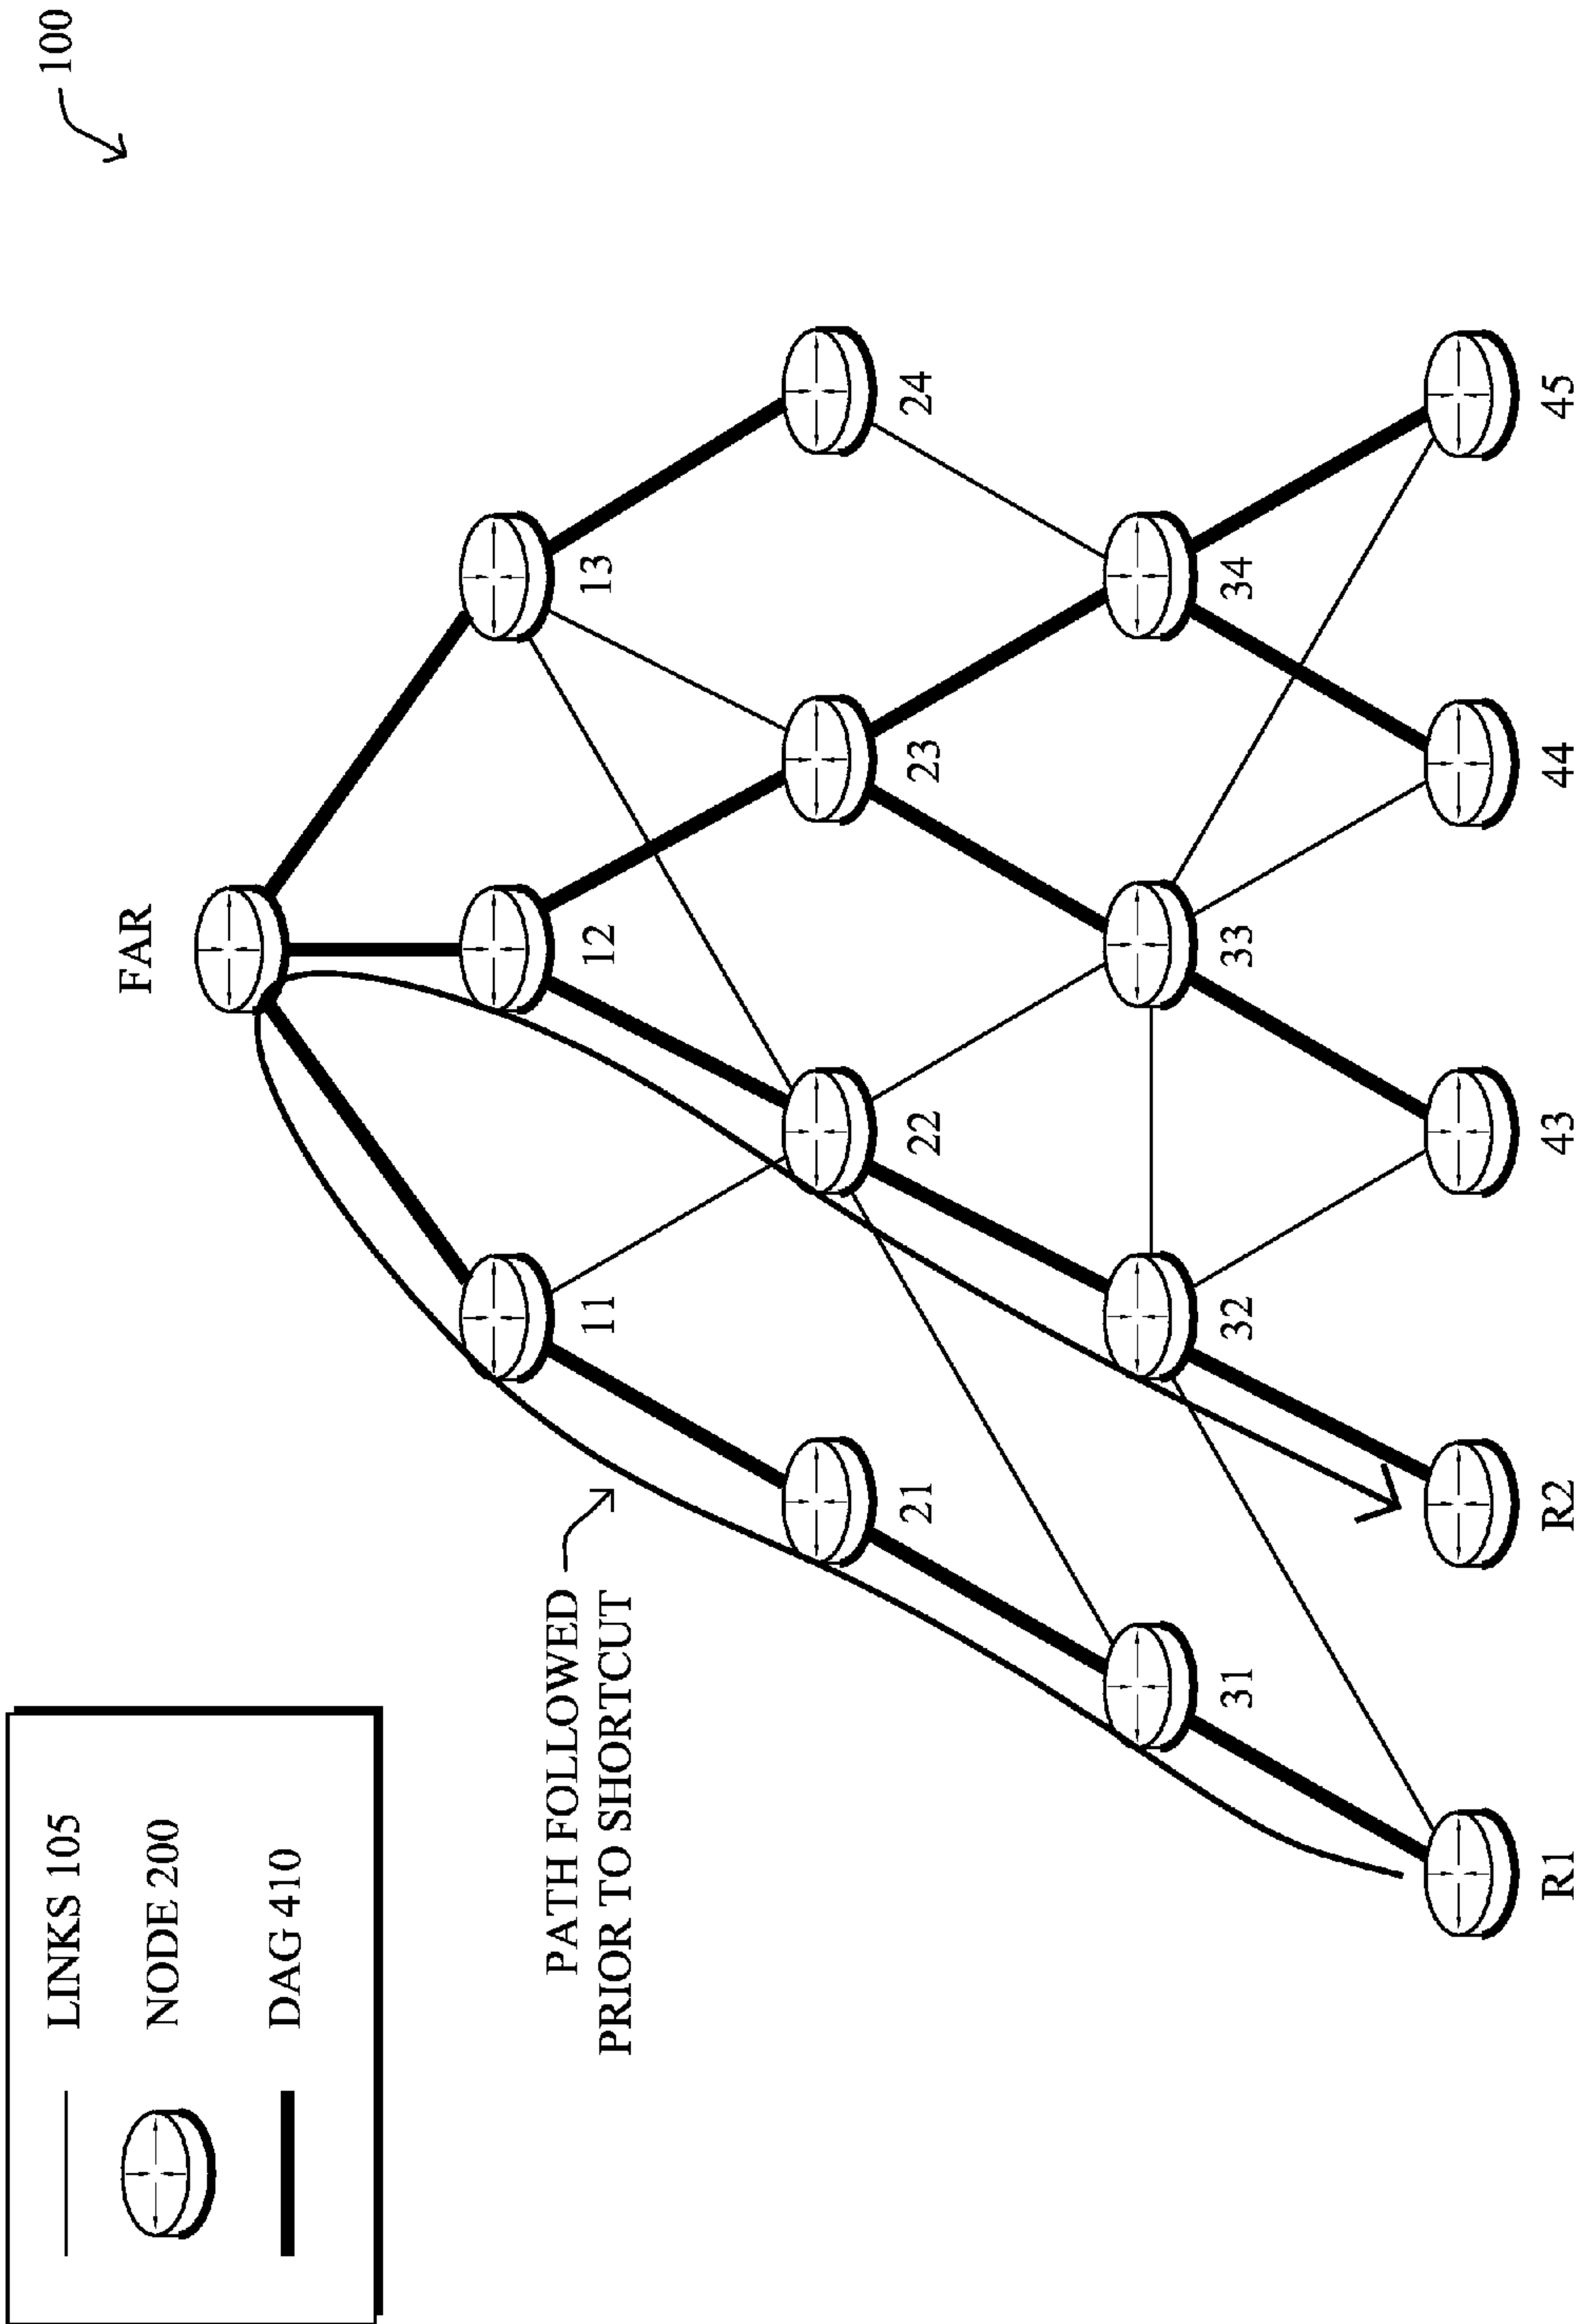 100
LINKS 105
NODE 200
DAG 410
FAR
PATH FOLLOWED
PRIOR TO SHORTCUT
11
12
13
21
22
23
24
31
32
33
34
R1
R2
43
44
45